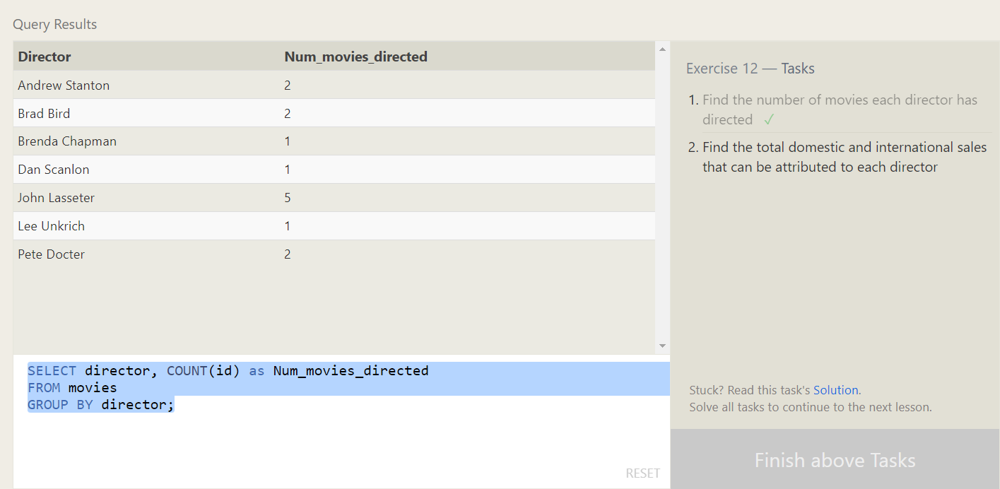 Query Results
Director Num_movies_directed
Andrew Stanton 2
Brad Bird 2
Brenda Chapman 1
Dan Scanlon 1
John Lasseter 5
Lee Unkrich 1
Pete Docter 2
SELECT director, COUNT(id) as Num_movies_directed
FROM movies
GROUP BY director;
RESET
Exercise 12 — Tasks
1. Find the number of movies each director has
directed ✓
2. Find the total domestic and international sales
that can be attributed to each director
Stuck? Read this task's Solution.
Solve all tasks to continue to the next lesson.
Finish above Tasks